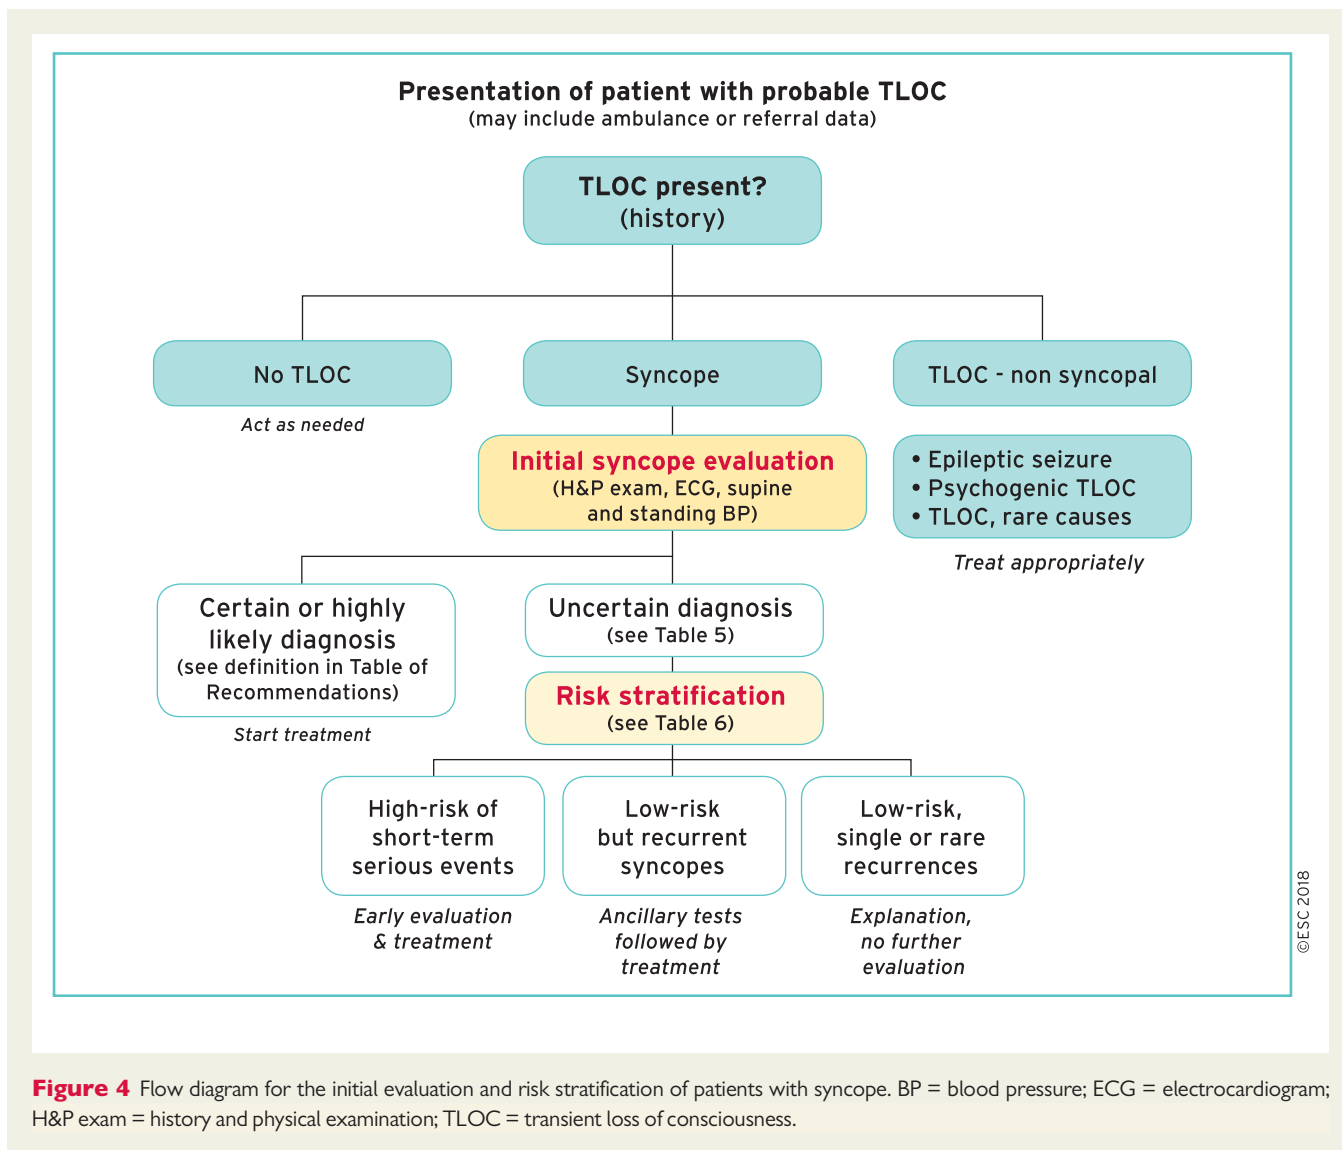 Presentation of patient with probable TLOC
(may include ambulance or referral data)
TLOC present?
(history)
No TLOC
Act as needed
Syncope
TLOC - non syncopal
Initial syncope evaluation
(H&P exam, ECG, supine
and standing BP)
• Epileptic seizure
• Psychogenic TLOC
• TLOC, rare causes
Treat appropriately
Certain or highly
likely diagnosis
(see definition in Table of
Recommendations)
Start treatment
Uncertain diagnosis
(see Table 5)
Risk stratification
(see Table 6)
High-risk of
short-term
serious events
Early evaluation
& treatment
Low-risk
but recurrent
syncopes
Ancillary tests
followed by
treatment
Low-risk,
single or rare
recurrences
Explanation,
no further
evaluation
©ESC 2018
Figure 4 Flow diagram for the initial evaluation and risk stratification of patients with syncope. BP = blood pressure; ECG = electrocardiogram;
H&P exam = history and physical examination; TLOC = transient loss of consciousness.